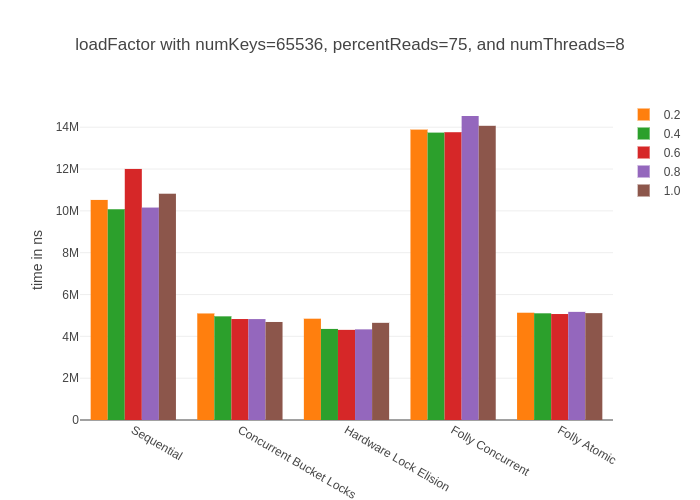 loadFactor with numKeys=65536, percentReads=75, and numThreads=8
0.2
0.4
0.6
0.8
1.0
14M
12M
10M
8M
6M
4M
2M
0
time in ns
Sequential
Concurrent Bucket Locks
Hardware Lock Elision
Folly Concurrent
Folly Atomic